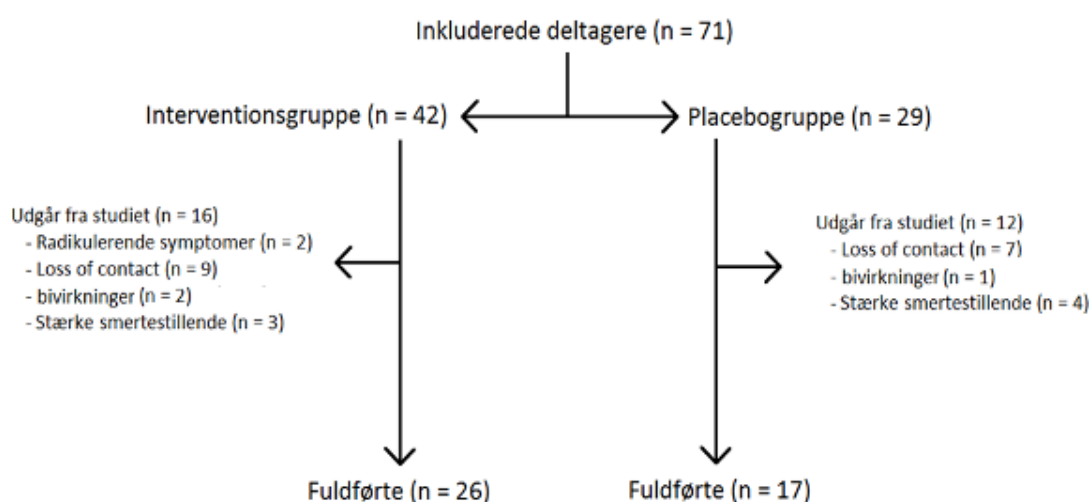 Inkluderede deltagere (n = 71)
Interventionsgruppe (n = 42)
Placebogruppe (n = 29)
Udgår fra studiet (n = 16)
- Radikulerende symptomer (n = 2)
- Loss of contact (n = 9)
- bivirkninger (n = 2)
- Stærke smertestillende (n = 3)
Udgår fra studiet (n = 12)
- Loss of contact (n = 7)
- bivirkninger (n = 1)
- Stærke smertestillende (n = 4)
Fuldførte (n = 26)
Fuldførte (n = 17)